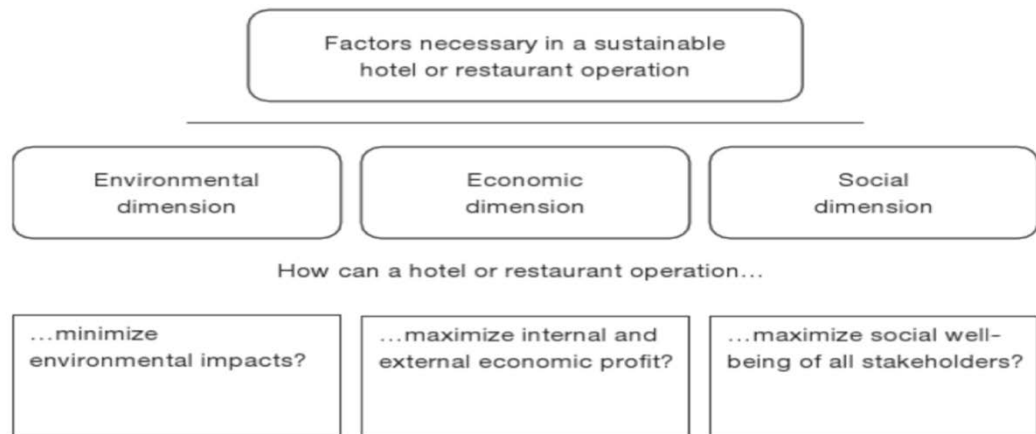 Factors necessary in a sustainable
hotel or restaurant operation
Environmental
dimension
Economic
dimension
Social
dimension
How can a hotel or restaurant operation...
...minimize
environmental impacts?
...maximize internal and
external economic profit?
...maximize social well-
being of all stakeholders?